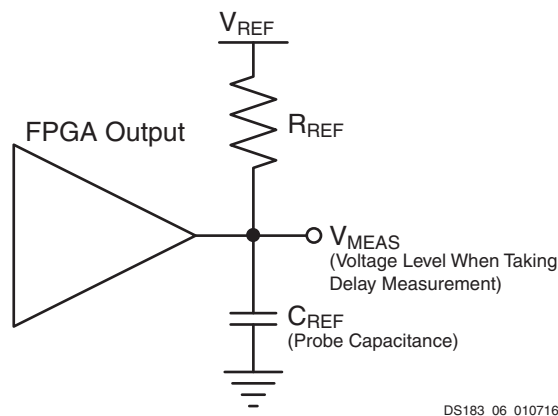 VREF
FPGA Output
RREF
VMEAS
(Voltage Level When Taking
Delay Measurement)
CREF
(Probe Capacitance)
DS183_06_010716